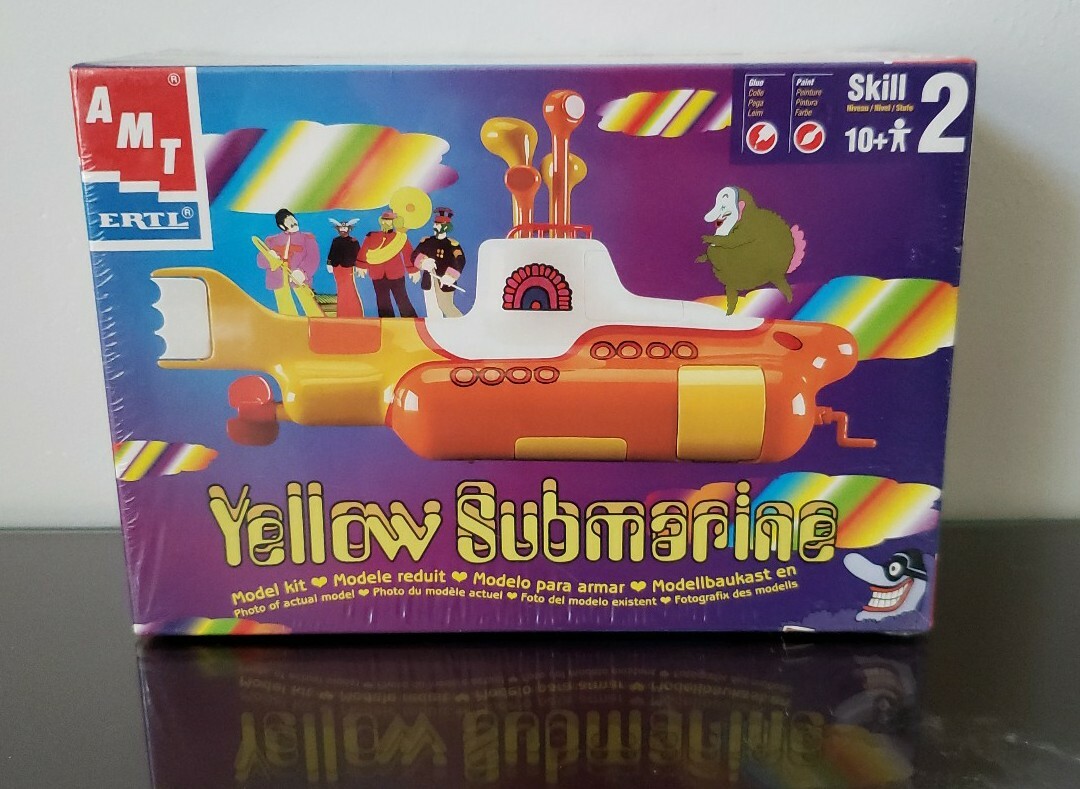 AMT®
ERTL®
Glue
Colle
Pega
Leim
Paint
Peinture
Pintura
Farbe
Skill 2
Niveau / Nivel / Stufe
10+
Yellow Submarine
Model kit ❤ Modele reduit ❤ Modelo para armar ❤ Modellbaukast en
Photo of actual model ❤ Photo du modèle actuel ❤ Foto del modelo existent ❤ Fotografix des modells